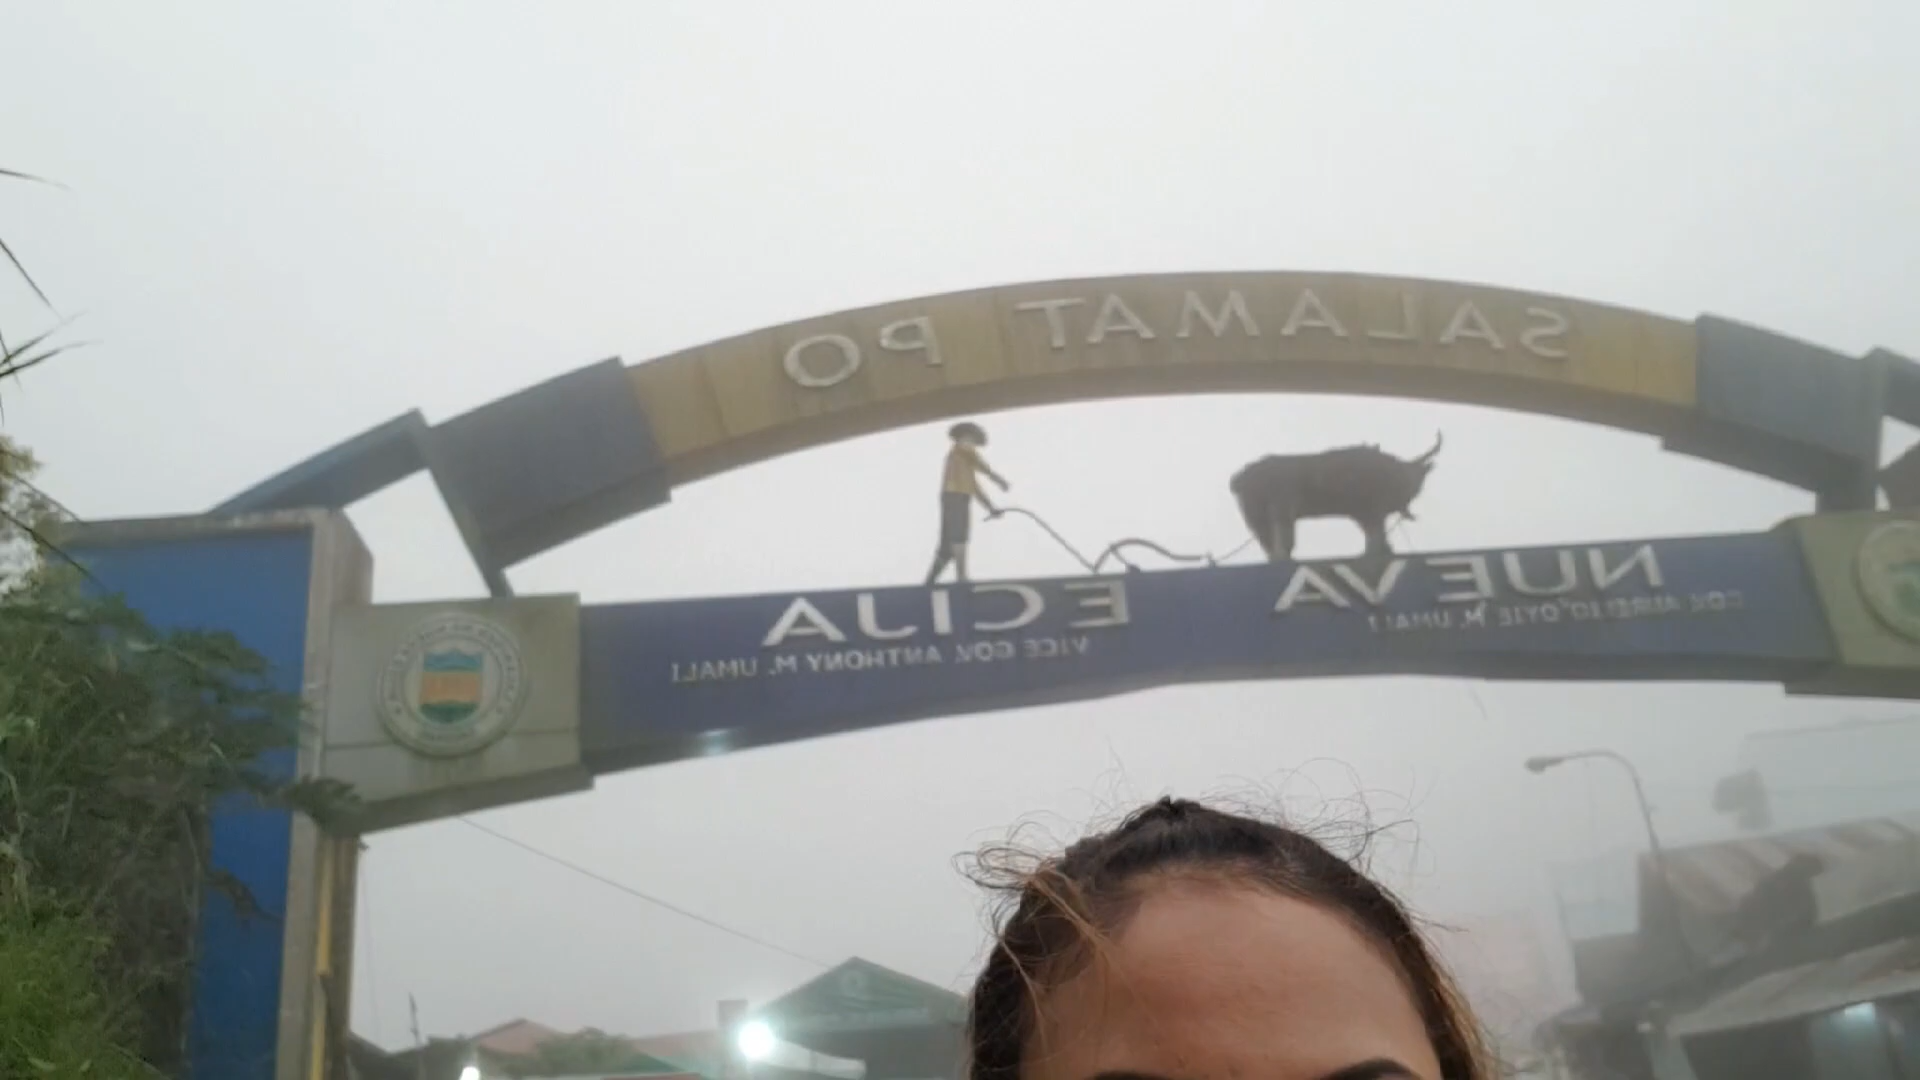 SALAMAT PO
NUEVA ECIJA
GOV. AURELIO "OYIE" M. UMALI
VICE GOV. ANTHONY M. UMALI